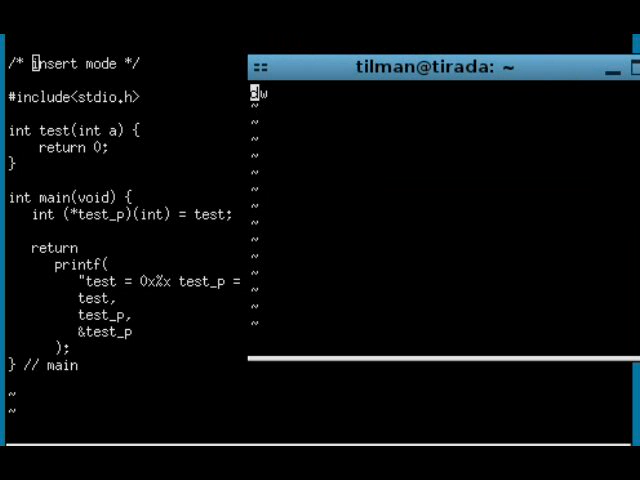 /* insert mode */
#include<stdio.h>
int test(int a) {
return 0;
}
int main(void) {
int (*test_p)(int) = test;
return
printf(
"test = 0x%x test_p =
test,
test_p,
&test_p
);
} // main
~
~
tilman@tirada: ~
dw
~
~
~
~
~
~
~
~
~
~
~
~
~
~